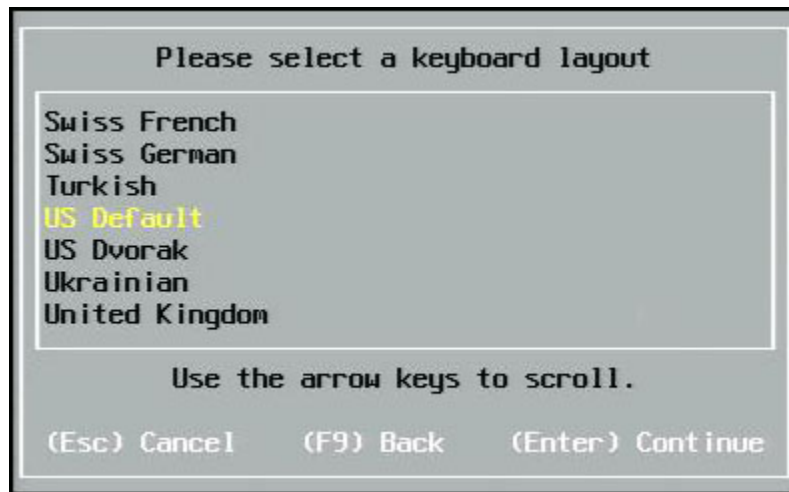 Please select a keyboard layout
Swiss French
Swiss German
Turkish
US Default
US Dvorak
Ukrainian
United Kingdom
Use the arrow keys to scroll.
(Esc) Cancel (F9) Back (Enter) Continue